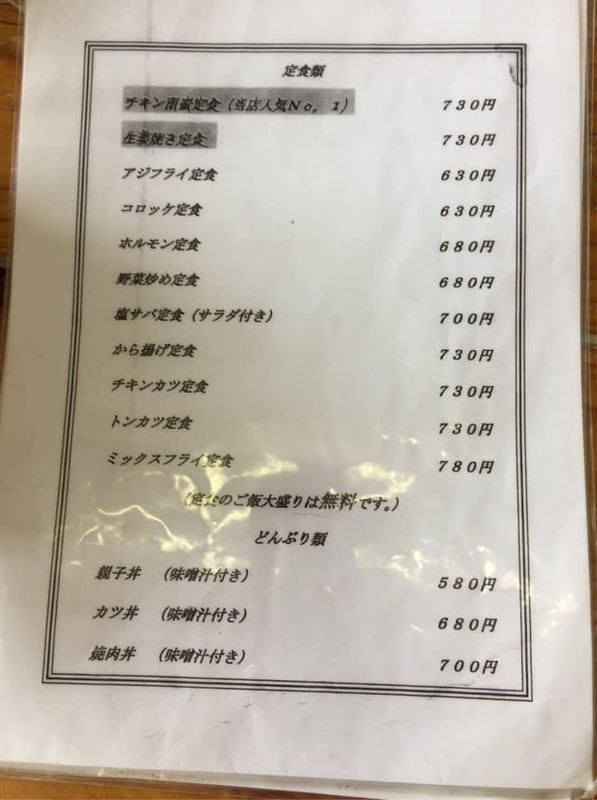 定食類
チキン南蛮定食（当店人気Ｎｏ．１） ７３０円
生姜焼き定食 ７３０円
アジフライ定食 ６３０円
コロッケ定食 ６３０円
ホルモン定食 ６８０円
野菜炒め定食 ６８０円
塩サバ定食（サラダ付き） ７００円
から揚げ定食 ７３０円
チキンカツ定食 ７３０円
トンカツ定食 ７３０円
ミックスフライ定食 ７８０円
（定食のご飯大盛りは無料です。）
どんぶり類
親子丼 （味噌汁付き） ５８０円
カツ丼 （味噌汁付き） ６８０円
焼肉丼 （味噌汁付き） ７００円